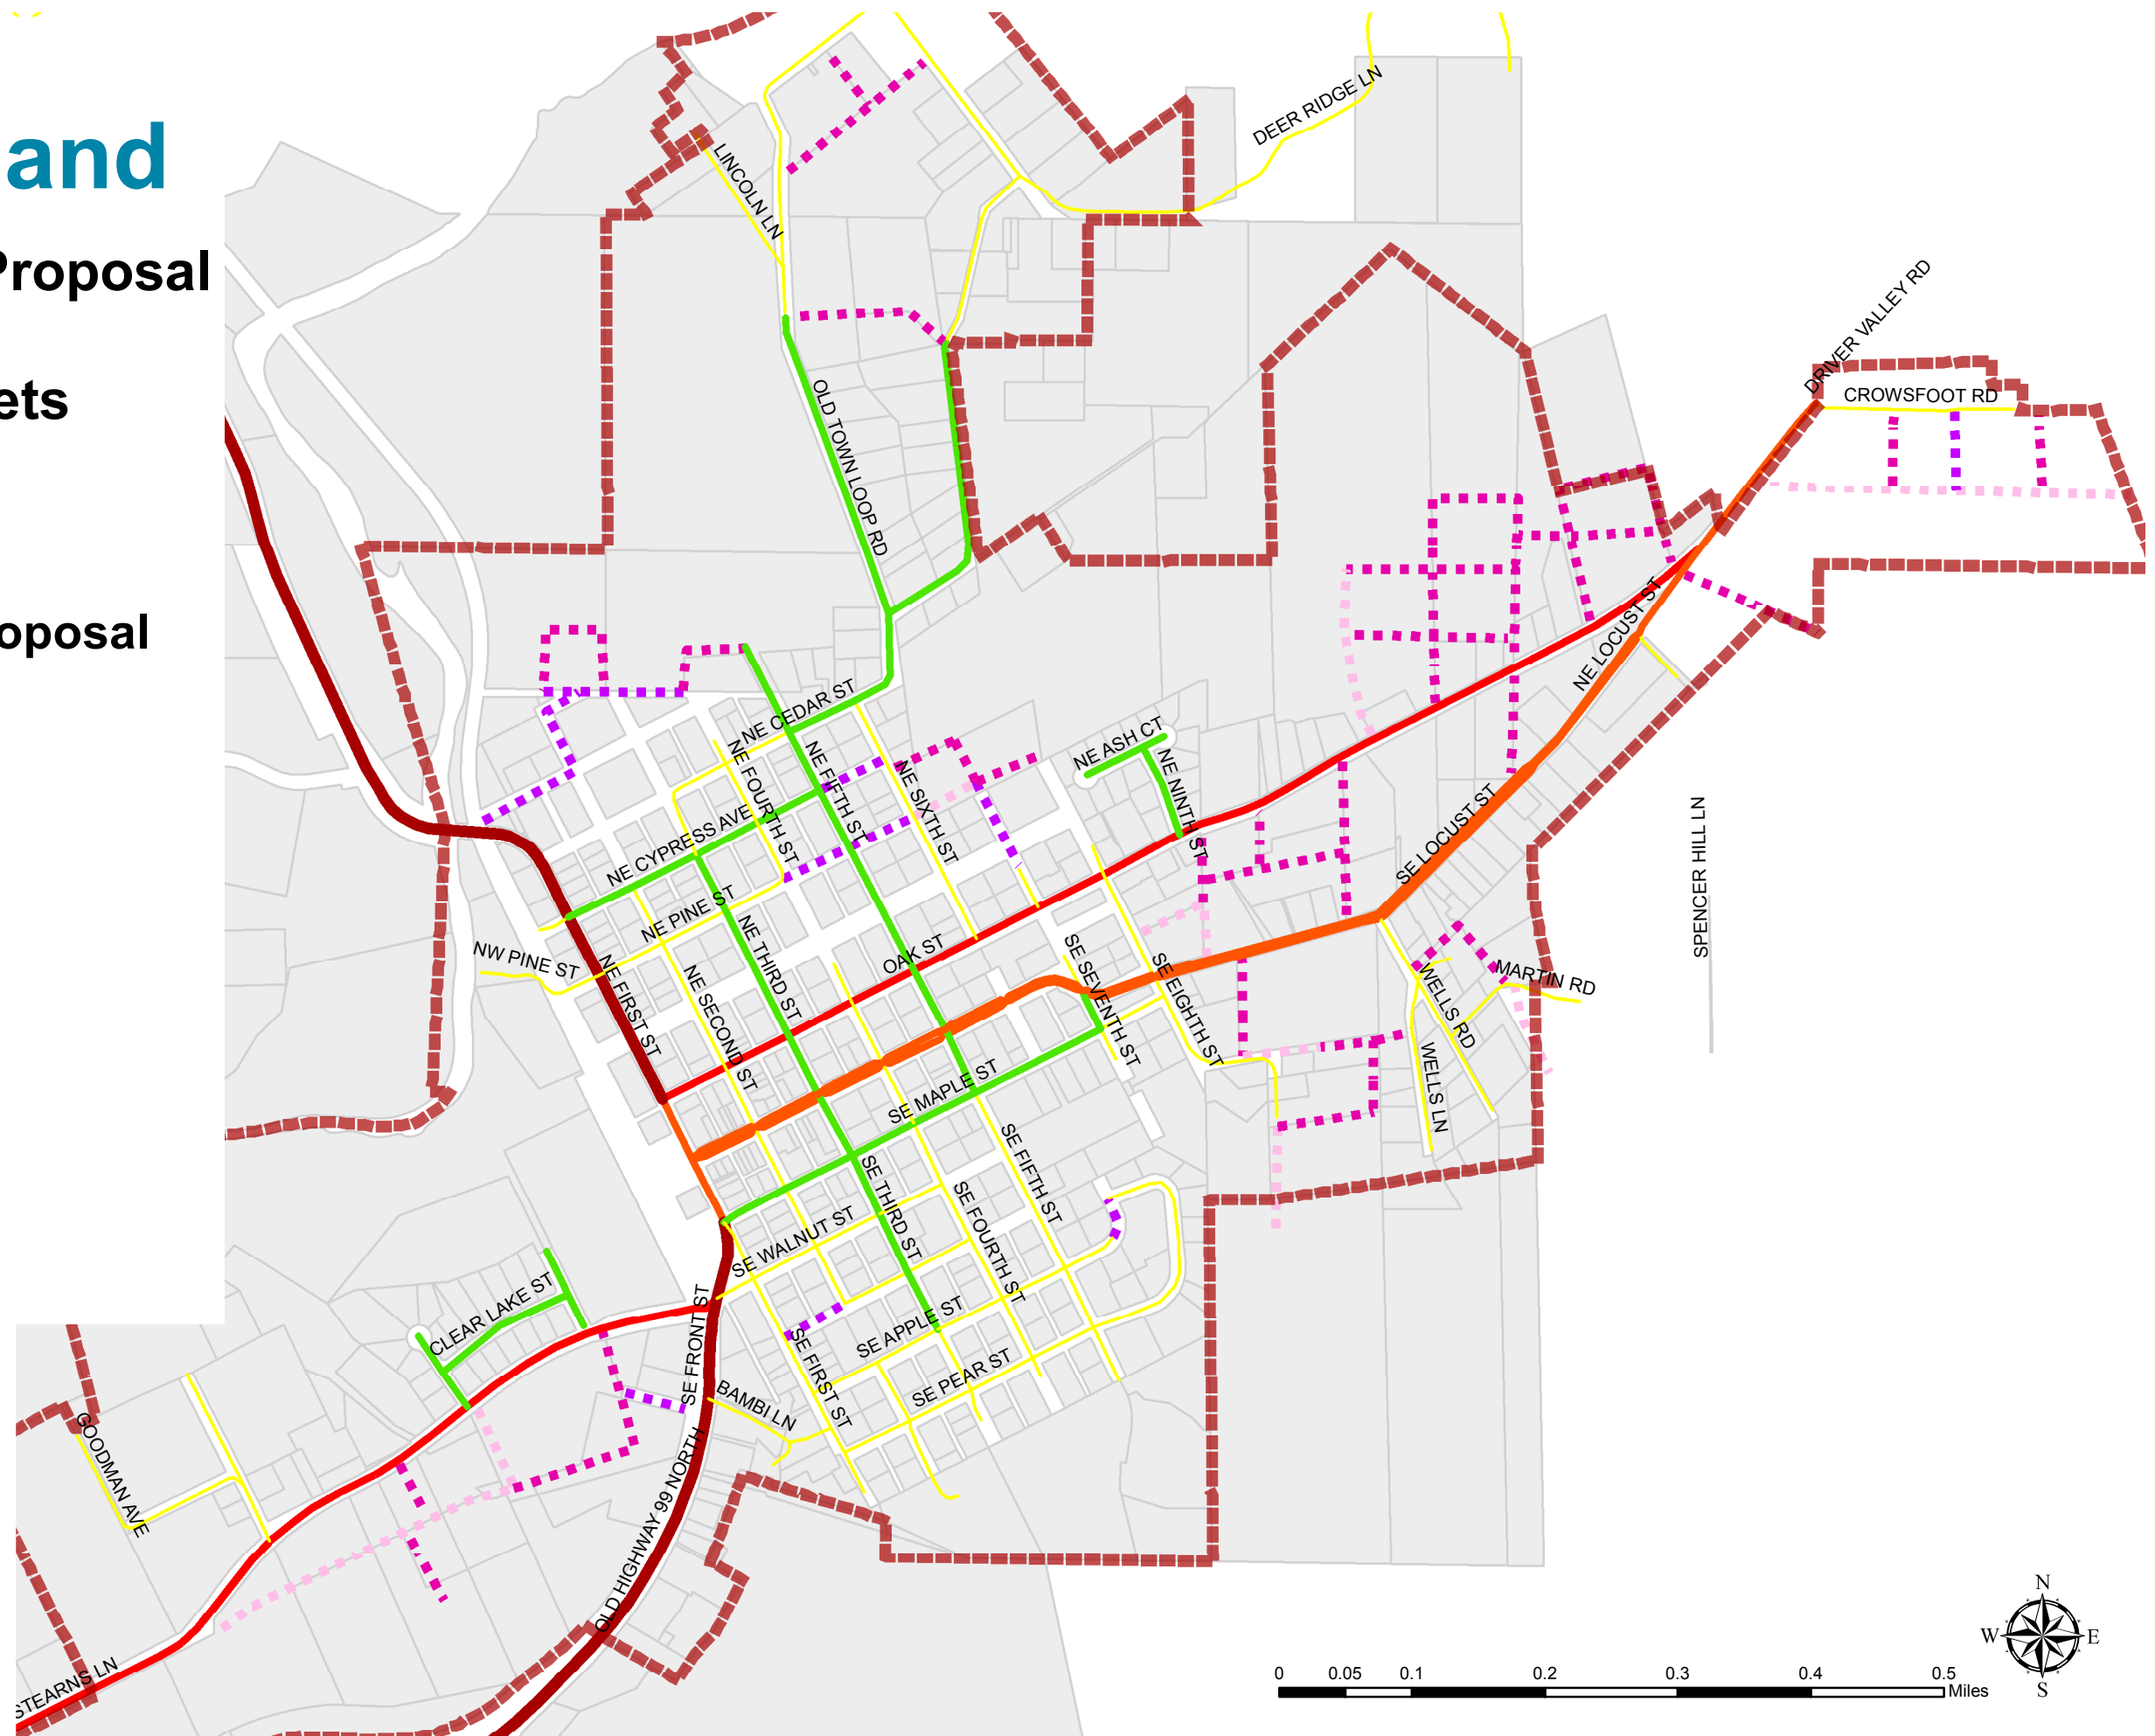 and
Proposal
ets
oposal
DEER RIDGE LN
LINCOLN LN
DRIVER VALLEY RD
CROWSFOOT RD
OLD TOWN LOOP RD
NE LOCUST ST
NE CEDAR ST
NE ASH CT
NE FOURTH ST
NE FIFTH ST
NE SIXTH ST
NE NINTH ST
NE CYPRESS AVE
SE LOCUST ST
SPENCER HILL LN
NE PINE ST
NW PINE ST
NE THIRD ST
OAK ST
NE FIRST ST
NE SECOND ST
SE SEVENTH ST
SE EIGHTH ST
WELLS RD
MARTIN RD
WELLS LN
SE MAPLE ST
SE FIFTH ST
SE THIRD ST
SE FOURTH ST
SE WALNUT ST
CLEAR LAKE ST
SE FRONT ST
SE APPLE ST
SE FIRST ST
SE PEAR ST
BAMBI LN
GOODMAN AVE
OLD HIGHWAY 99 NORTH
STEARNS LN
N
W E
S
0 0.05 0.1 0.2 0.3 0.4 0.5
Miles